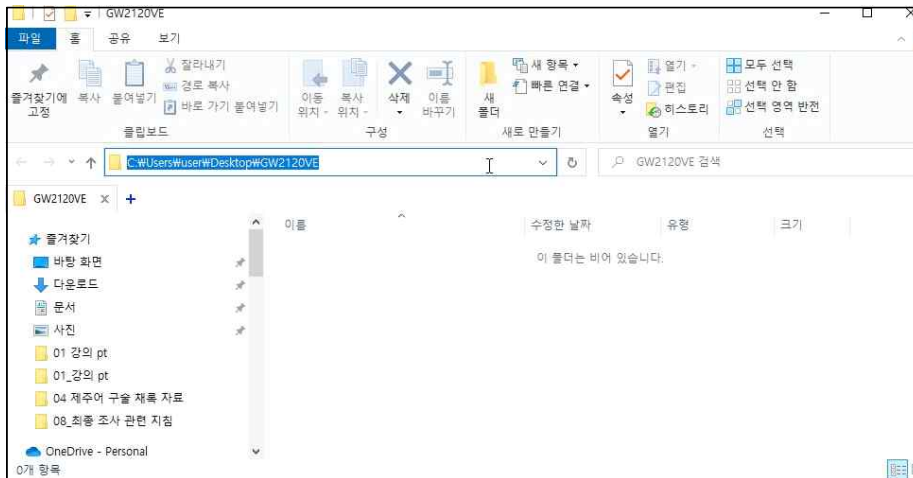 GW2120VE
파일 홈 공유 보기
즐겨찾기에 고정
복사
붙여넣기
잘라내기
경로 복사
바로 가기 붙여넣기
클립보드
이동 위치
복사 위치
삭제
이름 바꾸기
구성
새 폴더
새 항목
빠른 연결
새로 만들기
속성
열기
편집
히스토리
열기
모두 선택
선택 안 함
선택 영역 반전
선택
C:₩Users₩user₩Desktop₩GW2120VE
GW2120VE 검색
GW2120VE
이름 수정한 날짜 유형 크기
이 폴더는 비어 있습니다.
즐겨찾기
바탕 화면
다운로드
문서
사진
01 강의 pt
01_강의 pt
04 제주어 구술 채록 자료
08_최종 조사 관련 지침
OneDrive - Personal
0개 항목